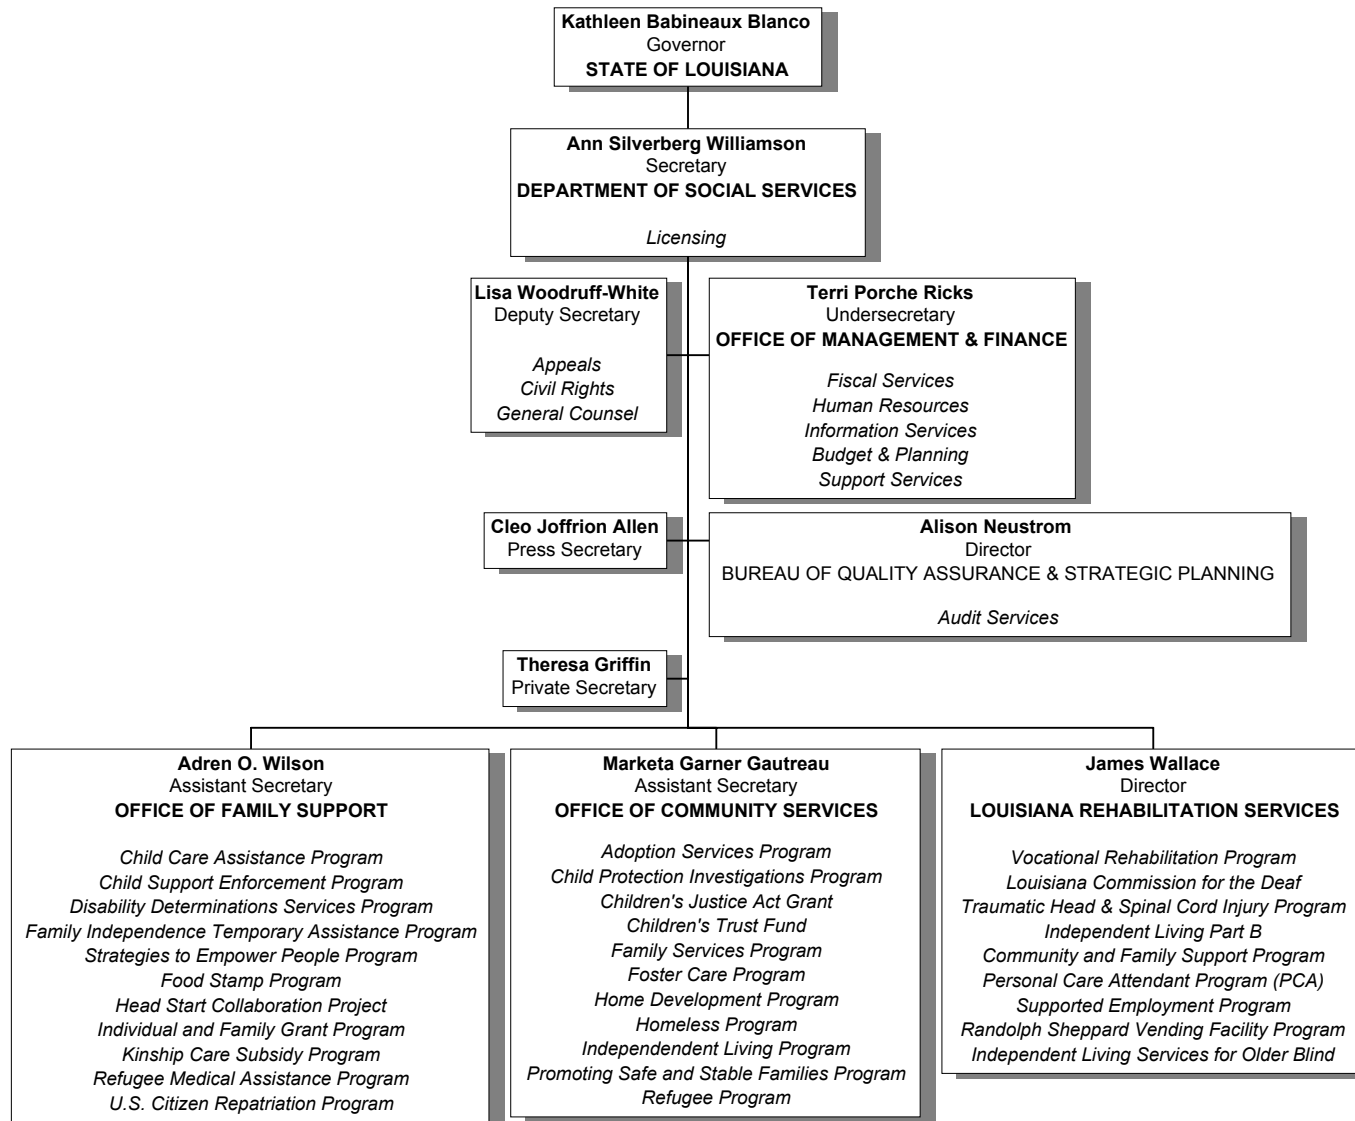 Kathleen Babineaux Blanco
Governor
STATE OF LOUISIANA
Ann Silverberg Williamson
Secretary
DEPARTMENT OF SOCIAL SERVICES
Licensing
Lisa Woodruff-White
Deputy Secretary
Appeals
Civil Rights
General Counsel
Terri Porche Ricks
Undersecretary
OFFICE OF MANAGEMENT & FINANCE
Fiscal Services
Human Resources
Information Services
Budget & Planning
Support Services
Cleo Joffrion Allen
Press Secretary
Alison Neustrom
Director
BUREAU OF QUALITY ASSURANCE & STRATEGIC PLANNING
Audit Services
Theresa Griffin
Private Secretary
Adren O. Wilson
Assistant Secretary
OFFICE OF FAMILY SUPPORT
Child Care Assistance Program
Child Support Enforcement Program
Disability Determinations Services Program
Family Independence Temporary Assistance Program
Strategies to Empower People Program
Food Stamp Program
Head Start Collaboration Project
Individual and Family Grant Program
Kinship Care Subsidy Program
Refugee Medical Assistance Program
U.S. Citizen Repatriation Program
Marketa Garner Gautreau
Assistant Secretary
OFFICE OF COMMUNITY SERVICES
Adoption Services Program
Child Protection Investigations Program
Children's Justice Act Grant
Children's Trust Fund
Family Services Program
Foster Care Program
Home Development Program
Homeless Program
Independendent Living Program
Promoting Safe and Stable Families Program
Refugee Program
James Wallace
Director
LOUISIANA REHABILITATION SERVICES
Vocational Rehabilitation Program
Louisiana Commission for the Deaf
Traumatic Head & Spinal Cord Injury Program
Independent Living Part B
Community and Family Support Program
Personal Care Attendant Program (PCA)
Supported Employment Program
Randolph Sheppard Vending Facility Program
Independent Living Services for Older Blind